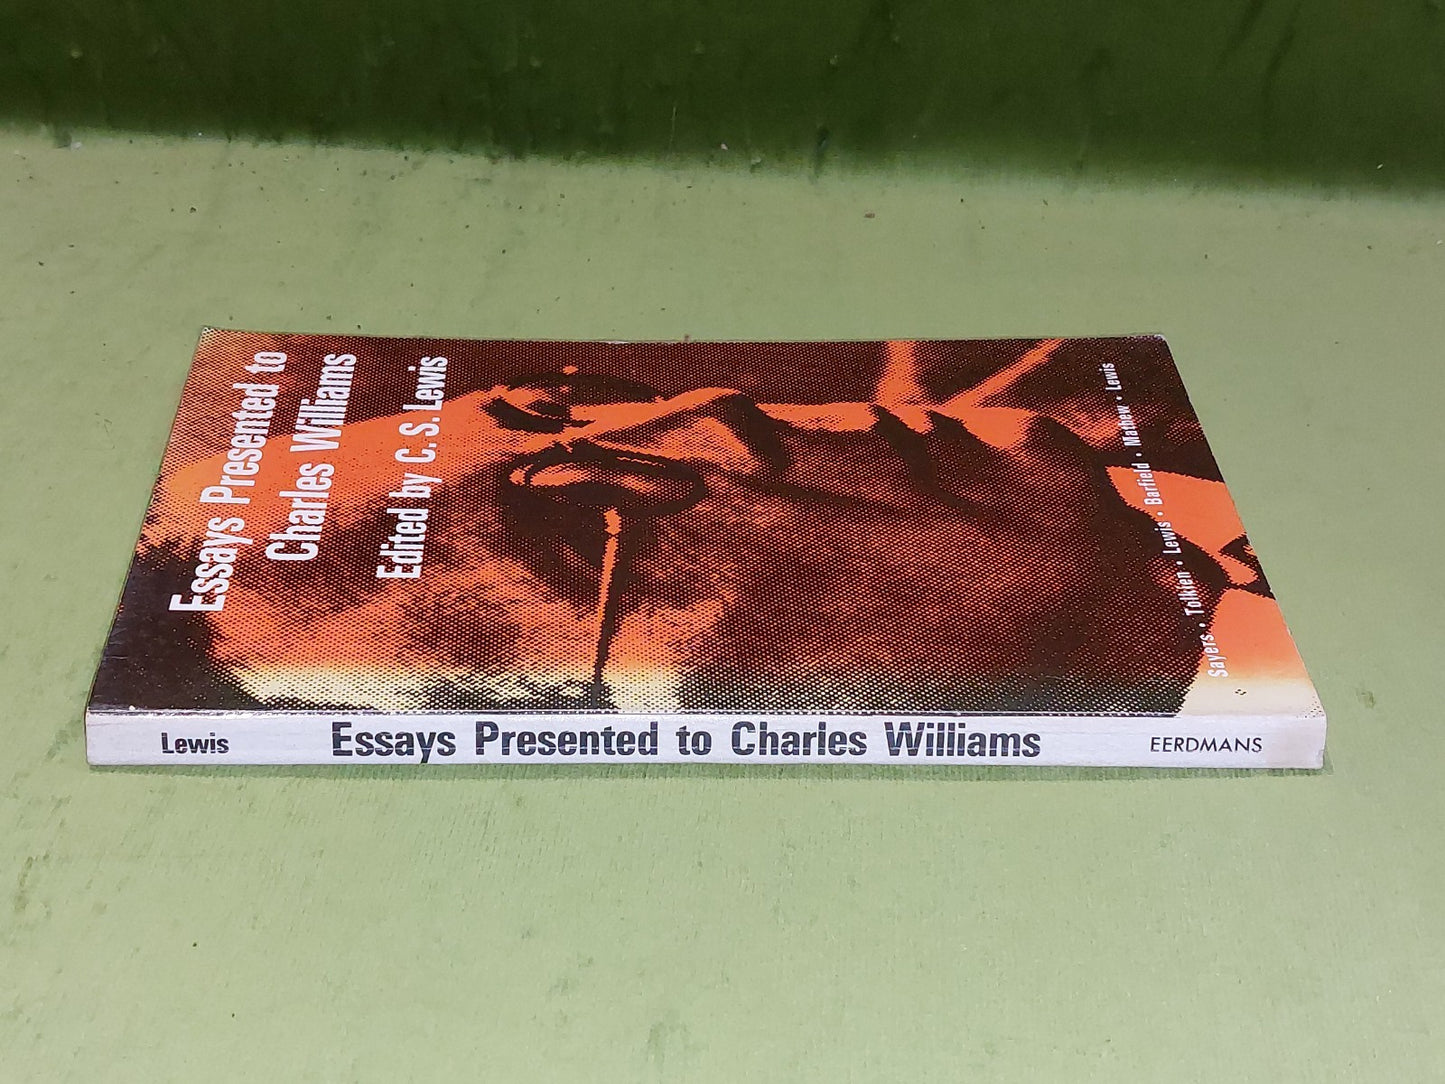 Essays Presented to
Charles Williams
Edited by C. S. Lewis
Sayers • Tolkien • Lewis • Barfield • Mathew • Lewis
Lewis Essays Presented to Charles Williams EERDMANS